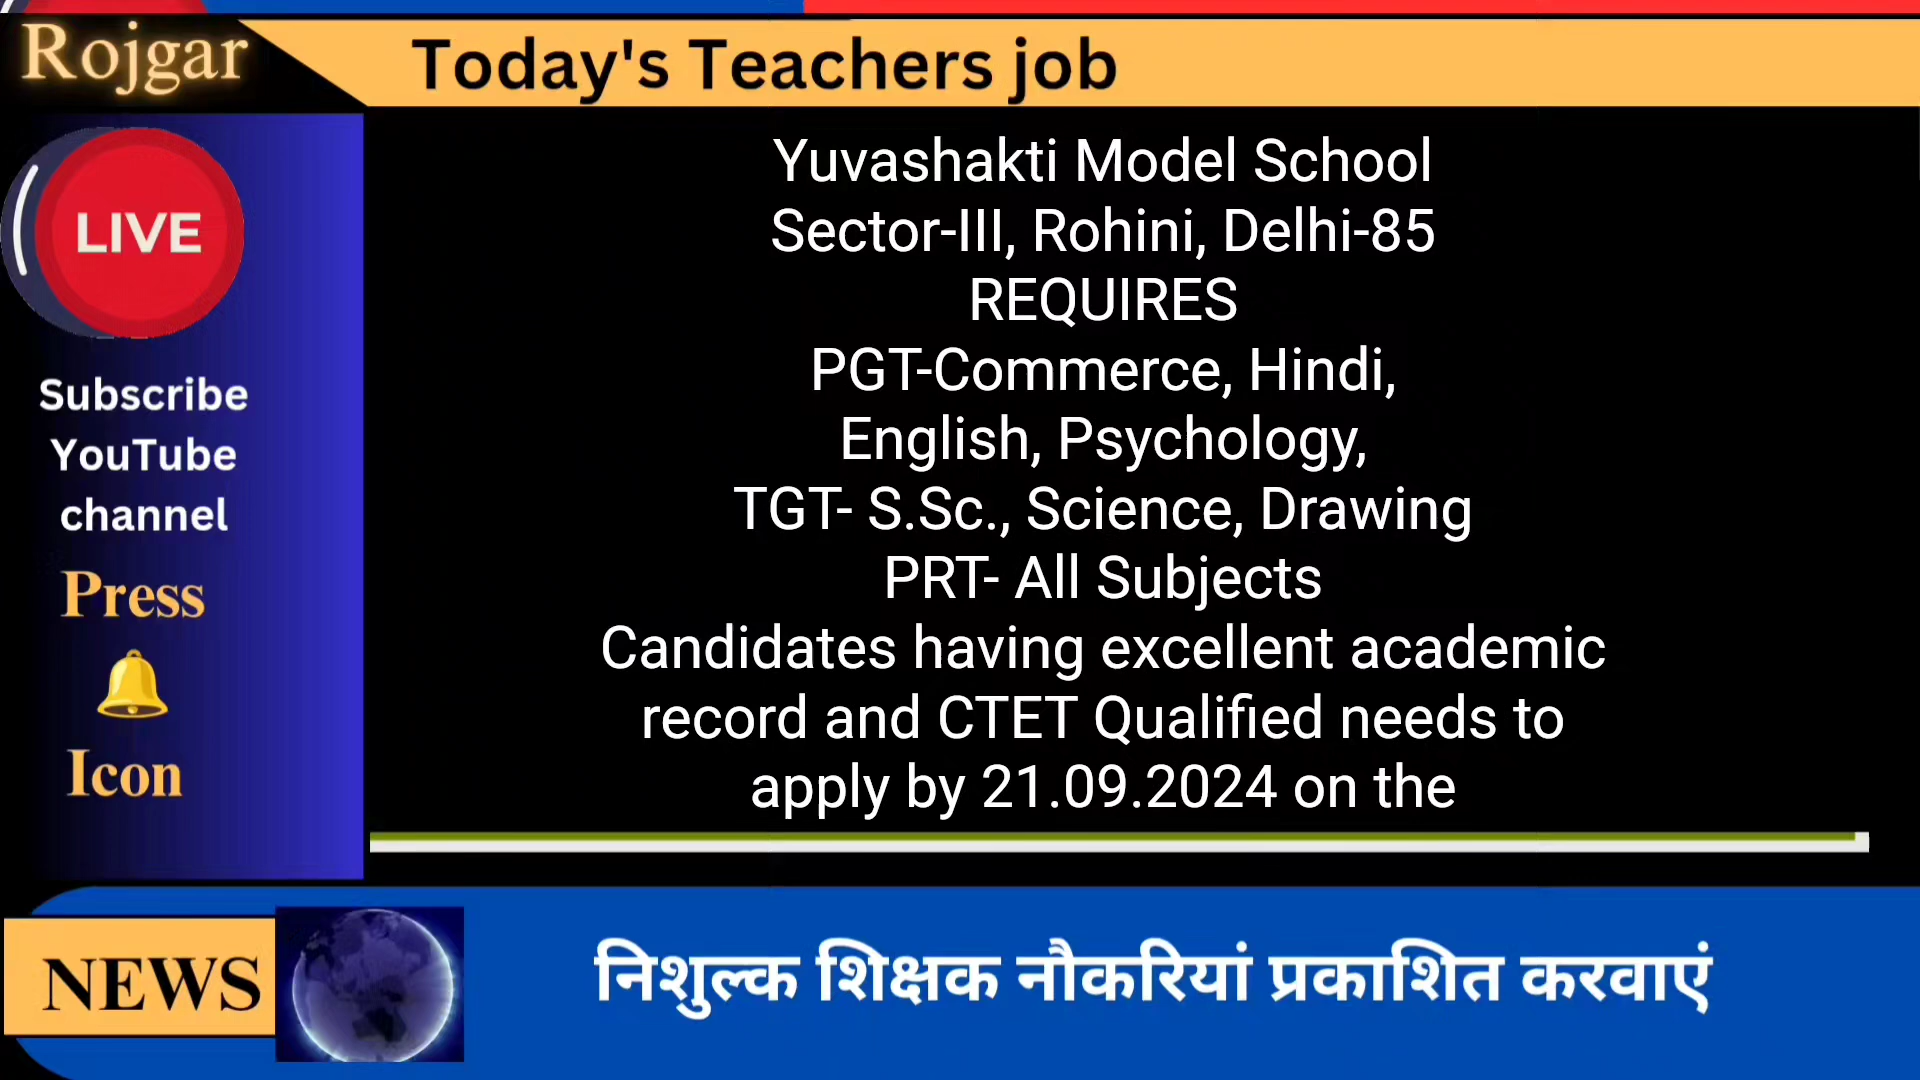 Rojgar
Today's Teachers job
LIVE
Subscribe
YouTube
channel
Press
Icon
Yuvashakti Model School
Sector-III, Rohini, Delhi-85
REQUIRES
PGT-Commerce, Hindi,
English, Psychology,
TGT- S.Sc., Science, Drawing
PRT- All Subjects
Candidates having excellent academic
record and CTET Qualified needs to
apply by 21.09.2024 on the
NEWS
निशुल्क शिक्षक नौकरियां प्रकाशित करवाएं